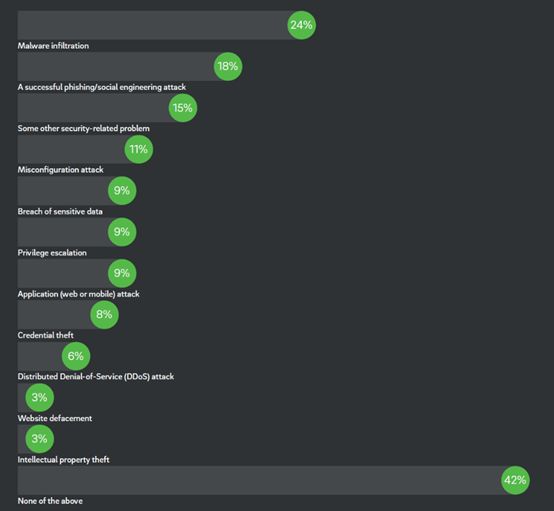 24%
Malware infiltration
18%
A successful phishing/social engineering attack
15%
Some other security-related problem
11%
Misconfiguration attack
9%
Breach of sensitive data
9%
Privilege escalation
9%
Application (web or mobile) attack
8%
Credential theft
6%
Distributed Denial-of-Service (DDoS) attack
3%
Website defacement
3%
Intellectual property theft
42%
None of the above